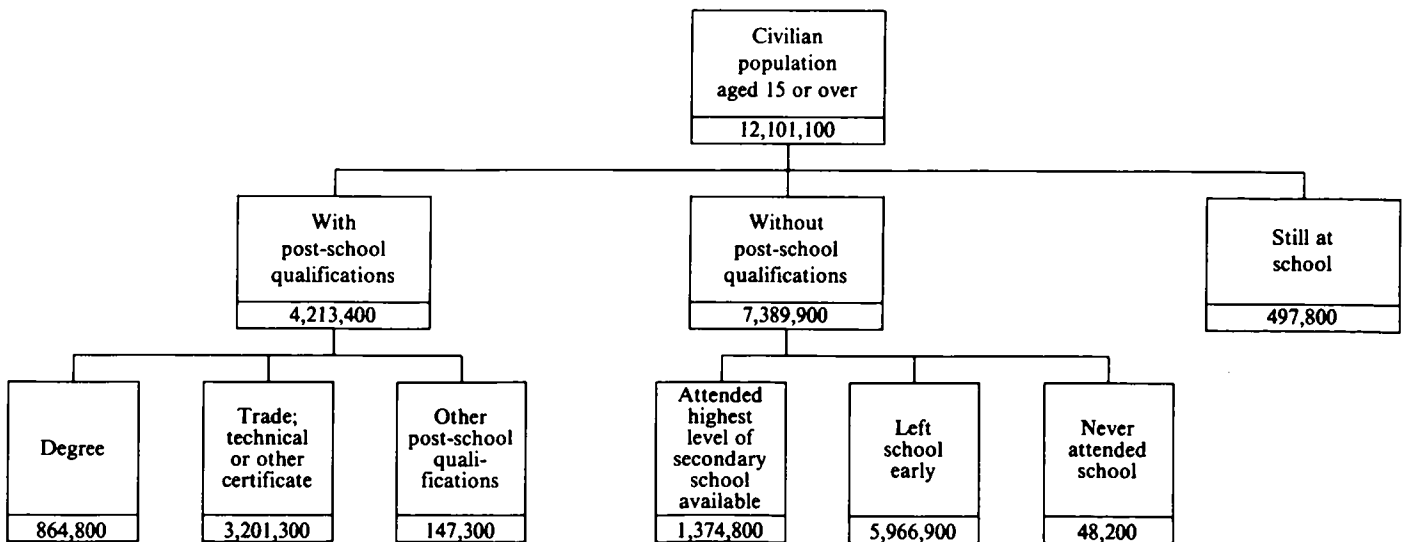 Civilian
population
aged 15 or over
12,101,100
With
post-school
qualifications
4,213,400
Without
post-school
qualifications
7,389,900
Still at
school
497,800
Degree
864,800
Trade;
technical
or other
certificate
3,201,300
Other
post-school
quali-
fications
147,300
Attended
highest
level of
secondary
school
available
1,374,800
Left
school
early
5,966,900
Never
attended
school
48,200